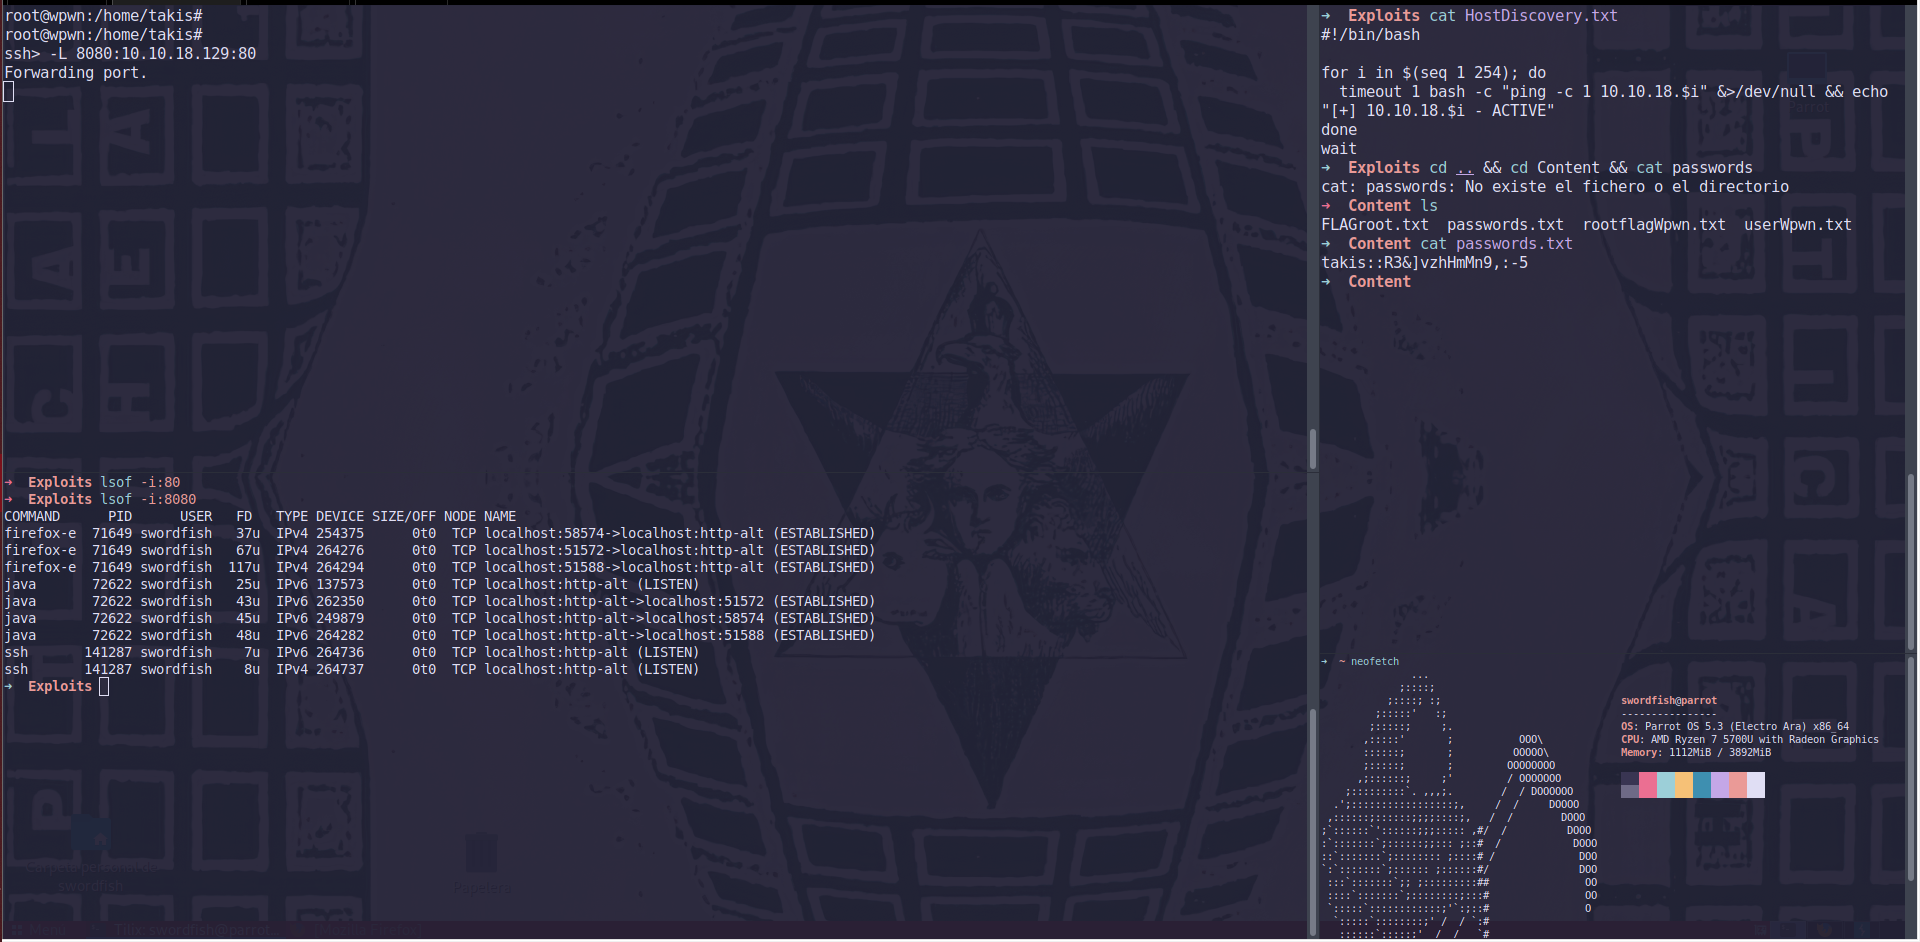 root@wpwn:/home/takis#
root@wpwn:/home/takis#
ssh> -L 8080:10.10.18.129:80
Forwarding port.
➜  Exploits lsof -i:80
➜  Exploits lsof -i:8080
COMMAND      PID      USER   FD   TYPE DEVICE SIZE/OFF NODE NAME
firefox-e  71649 swordfish   37u  IPv4 254375      0t0  TCP localhost:58574->localhost:http-alt (ESTABLISHED)
firefox-e  71649 swordfish   67u  IPv4 264276      0t0  TCP localhost:51572->localhost:http-alt (ESTABLISHED)
firefox-e  71649 swordfish  117u  IPv4 264294      0t0  TCP localhost:51588->localhost:http-alt (ESTABLISHED)
java       72622 swordfish   25u  IPv6 137573      0t0  TCP localhost:http-alt (LISTEN)
java       72622 swordfish   43u  IPv6 262350      0t0  TCP localhost:http-alt->localhost:51572 (ESTABLISHED)
java       72622 swordfish   45u  IPv6 249879      0t0  TCP localhost:http-alt->localhost:58574 (ESTABLISHED)
java       72622 swordfish   48u  IPv6 264282      0t0  TCP localhost:http-alt->localhost:51588 (ESTABLISHED)
ssh       141287 swordfish    7u  IPv6 264736      0t0  TCP localhost:http-alt (LISTEN)
ssh       141287 swordfish    8u  IPv4 264737      0t0  TCP localhost:http-alt (LISTEN)
➜  Exploits
➜  Exploits cat HostDiscovery.txt
#!/bin/bash
for i in $(seq 1 254); do
  timeout 1 bash -c "ping -c 1 10.10.18.$i" &>/dev/null && echo
"[+] 10.10.18.$i - ACTIVE"
done
wait
➜  Exploits cd .. && cd Content && cat passwords
cat: passwords: No existe el fichero o el directorio
➜  Content ls
FLAGroot.txt  passwords.txt  rootflagWpwn.txt  userWpwn.txt
➜  Content cat passwords.txt
takis::R3&]vzhHmMn9,:-5
➜  Content
➜  ~ neofetch
swordfish@parrot
----------------
OS: Parrot OS 5.3 (Electro Ara) x86_64
CPU: AMD Ryzen 7 5700U with Radeon Graphics
Memory: 1112MiB / 3892MiB